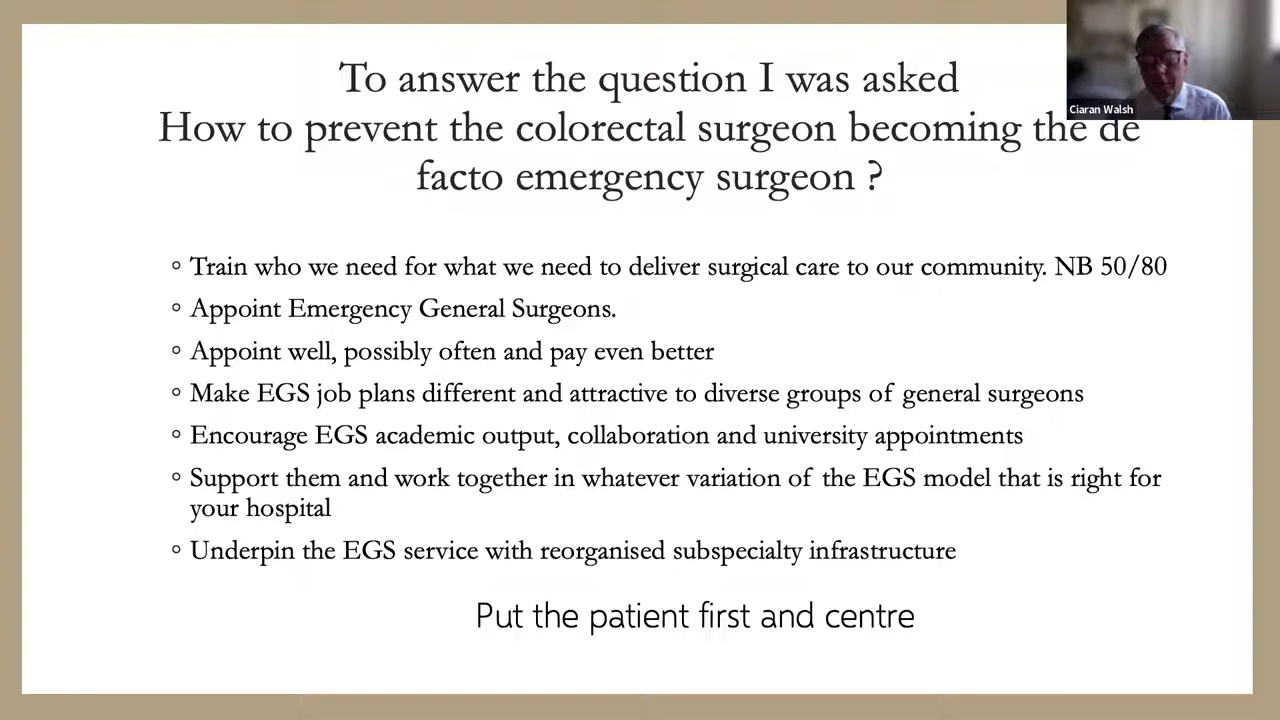 To answer the question I was asked
How to prevent the colorectal surgeon becoming the de
facto emergency surgeon ?
Ciaran Walsh
◦ Train who we need for what we need to deliver surgical care to our community. NB 50/80
◦ Appoint Emergency General Surgeons.
◦ Appoint well, possibly often and pay even better
◦ Make EGS job plans different and attractive to diverse groups of general surgeons
◦ Encourage EGS academic output, collaboration and university appointments
◦ Support them and work together in whatever variation of the EGS model that is right for
your hospital
◦ Underpin the EGS service with reorganised subspecialty infrastructure
Put the patient first and centre